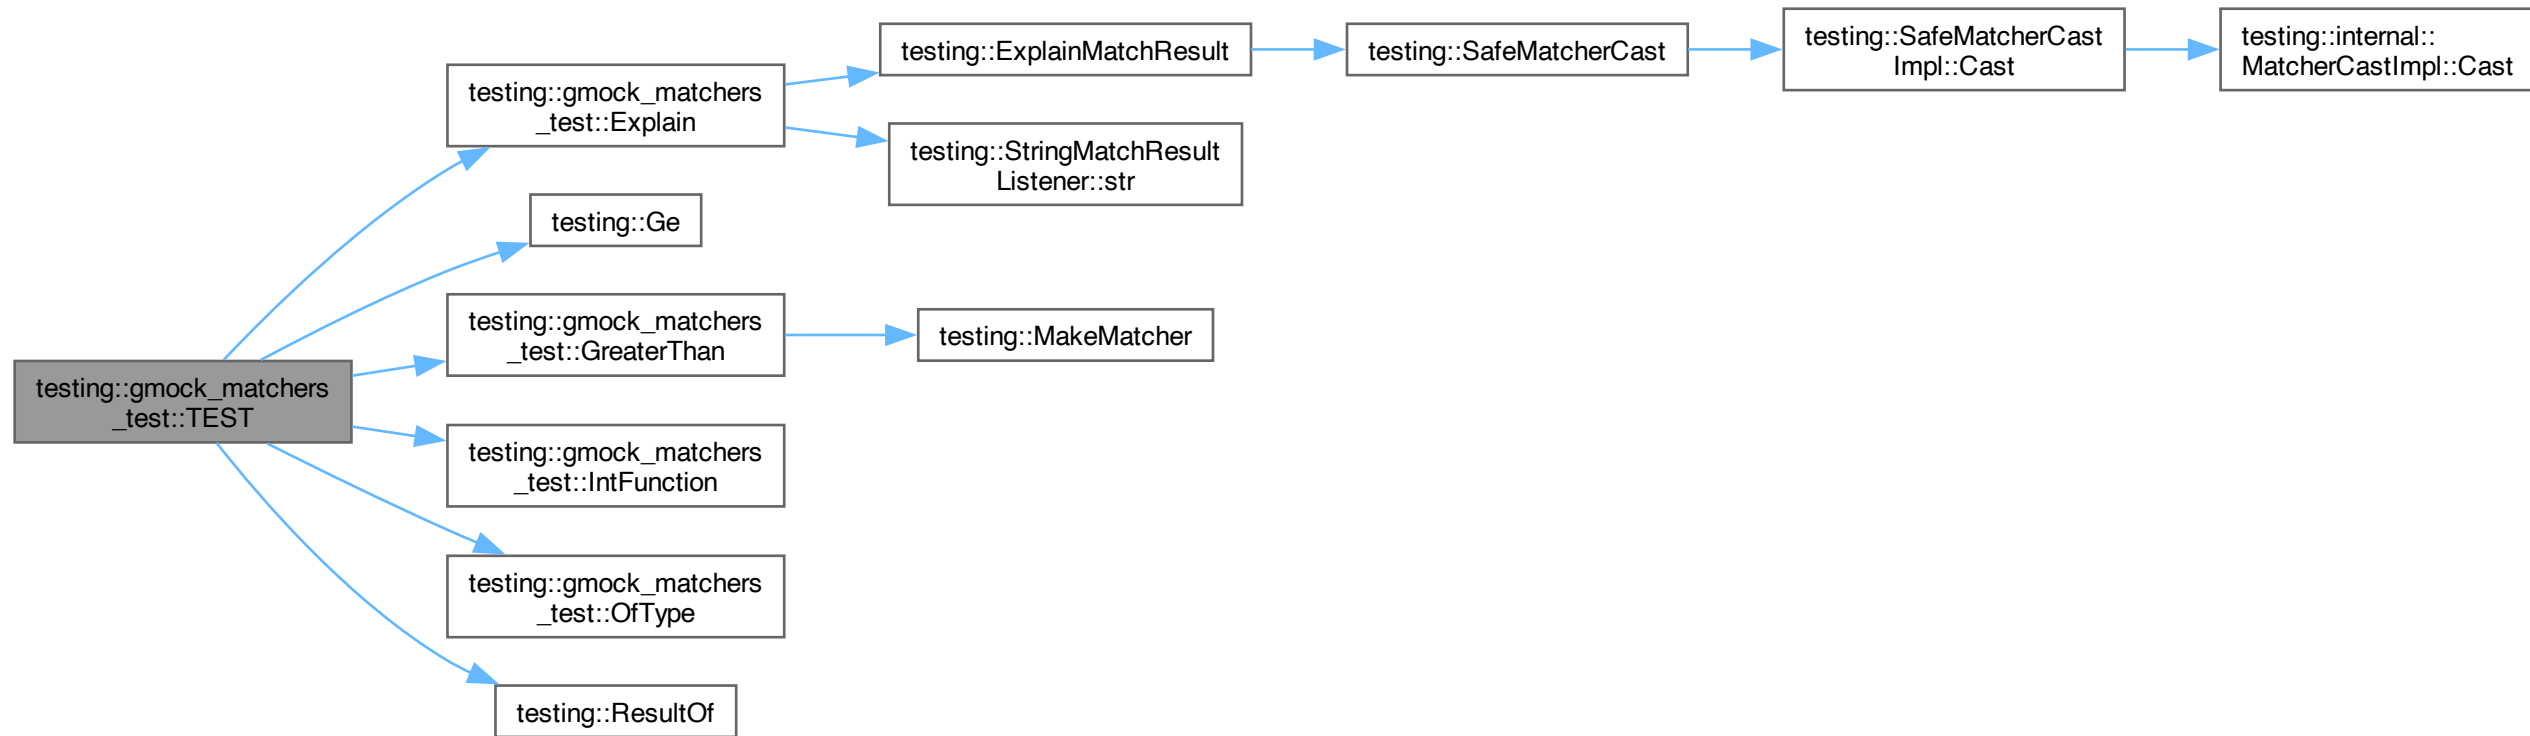 testing::gmock_matchers
_test::TEST
testing::gmock_matchers
_test::Explain
testing::Ge
testing::gmock_matchers
_test::GreaterThan
testing::gmock_matchers
_test::IntFunction
testing::gmock_matchers
_test::OfType
testing::ResultOf
testing::ExplainMatchResult
testing::StringMatchResult
Listener::str
testing::MakeMatcher
testing::SafeMatcherCast
testing::SafeMatcherCast
Impl::Cast
testing::internal::
MatcherCastImpl::Cast